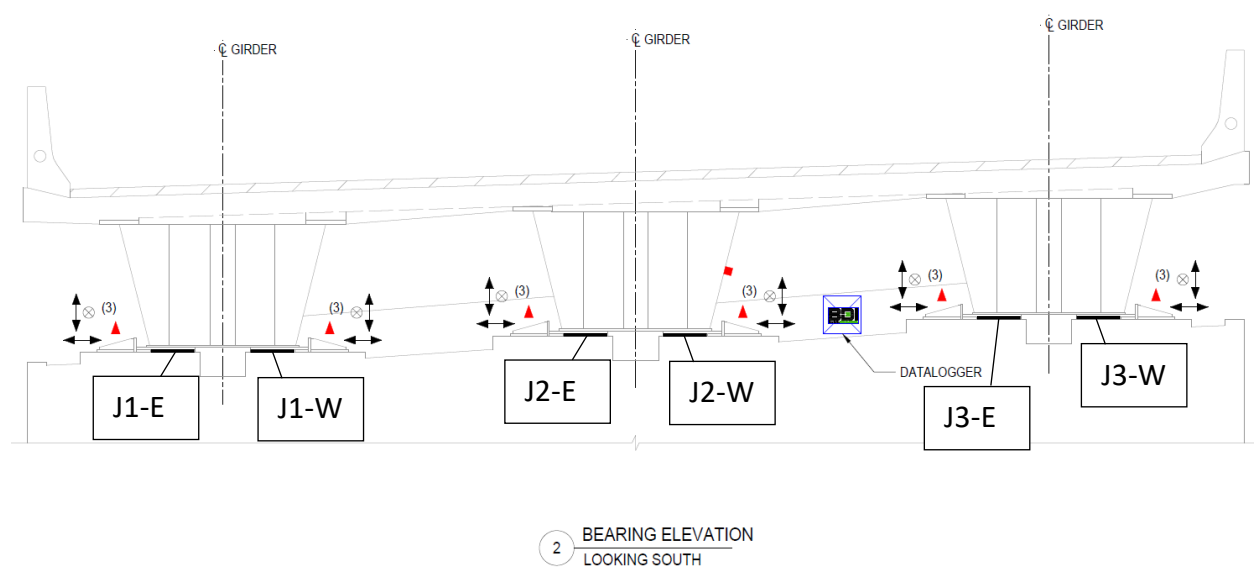 ℄ GIRDER
℄ GIRDER
℄ GIRDER
(3)
(3)
(3)
(3)
(3)
(3)
BDI
DATALOGGER
J1-E
J1-W
J2-E
J2-W
J3-E
J3-W
2
BEARING ELEVATION
LOOKING SOUTH